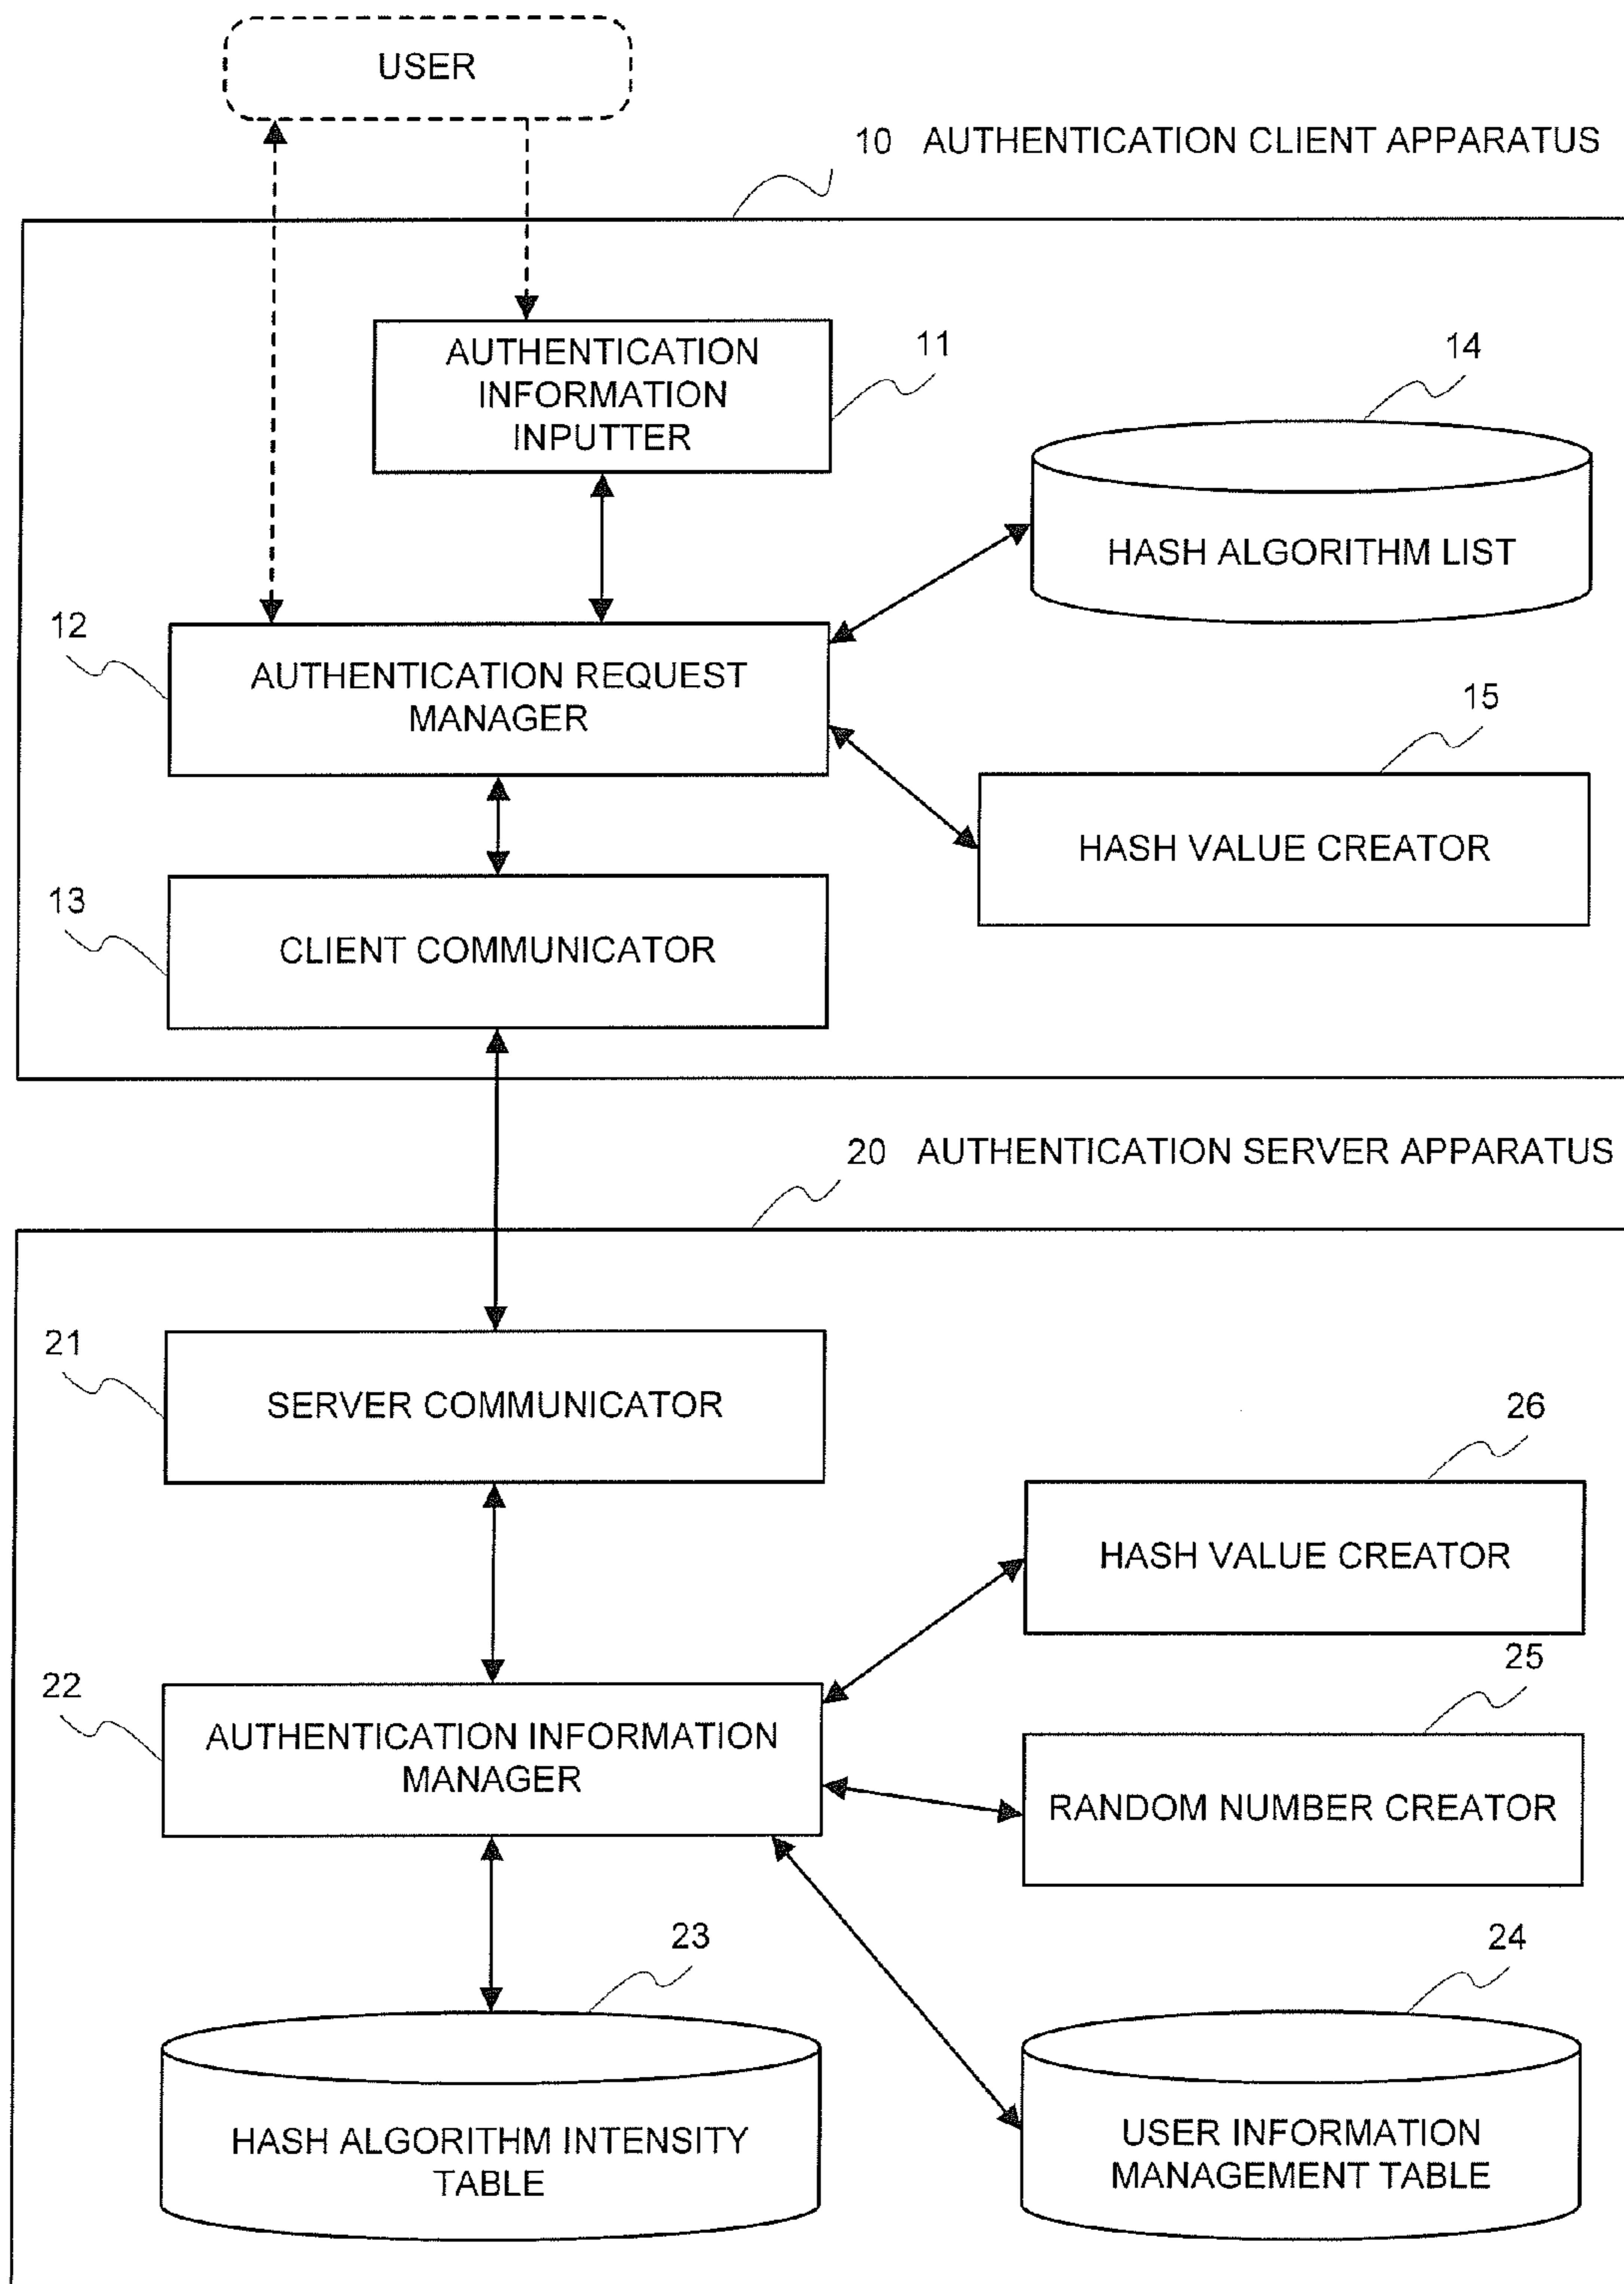 USER
10 AUTHENTICATION CLIENT APPARATUS
AUTHENTICATION
INFORMATION
INPUTTER
11
14
HASH ALGORITHM LIST
12
AUTHENTICATION REQUEST
MANAGER
15
HASH VALUE CREATOR
13
CLIENT COMMUNICATOR
20 AUTHENTICATION SERVER APPARATUS
21
SERVER COMMUNICATOR
26
HASH VALUE CREATOR
22
AUTHENTICATION INFORMATION
MANAGER
25
RANDOM NUMBER CREATOR
23
HASH ALGORITHM INTENSITY
TABLE
24
USER INFORMATION
MANAGEMENT TABLE